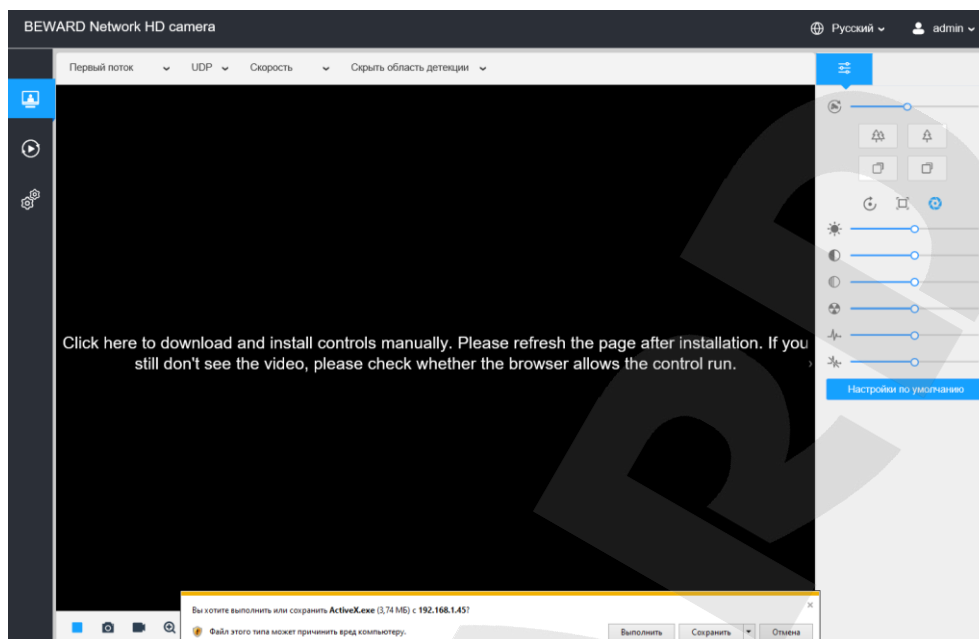 BEWARD Network HD camera
Русский
admin
Первый поток
UDP
Скорость
Скрыть область детекции
Click here to download and install controls manually. Please refresh the page after installation. If you
still don't see the video, please check whether the browser allows the control run.
Настройки по умолчанию
Вы хотите выполнить или сохранить ActiveX.exe (3,74 МБ) с 192.168.1.45?
Файл этого типа может причинить вред компьютеру.
Выполнить
Сохранить
Отмена